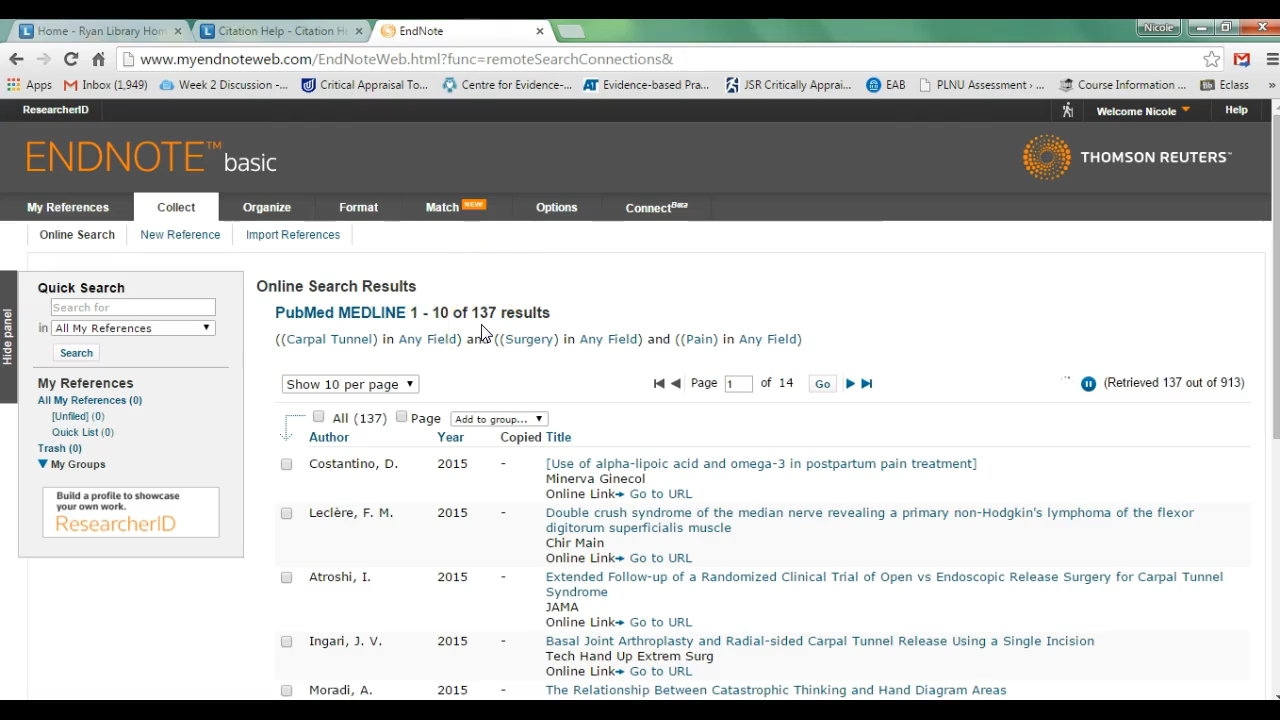 Home - Ryan Library Hom × Citation Help - Citation H × EndNote × Nicole
www.myendnoteweb.com/EndNoteWeb.html?func=remoteSearchConnections&
Apps Inbox (1,949) Week 2 Discussion -... Critical Appraisal To... Centre for Evidence-... AT Evidence-based Pra... JSR Critically Apprai... EAB PLNU Assessment › ... Course Information ... Bb Eclass »
ResearcherID Welcome Nicole Help
ENDNOTE™ basic THOMSON REUTERS™
My References Collect Organize Format Match NEW Options Connect Beta
Online Search New Reference Import References
Hide panel
Quick Search
Search for
in All My References
Search
My References
All My References (0)
[Unfiled] (0)
Quick List (0)
Trash (0)
My Groups
Build a profile to showcase
your own work.
ResearcherID
Online Search Results
PubMed MEDLINE 1 - 10 of 137 results
((Carpal Tunnel) in Any Field) and ((Surgery) in Any Field) and ((Pain) in Any Field)
Show 10 per page Page 1 of 14 Go (Retrieved 137 out of 913)
All (137) Page Add to group...
Author Year Copied Title
Costantino, D. 2015 - [Use of alpha-lipoic acid and omega-3 in postpartum pain treatment]
Minerva Ginecol
Online Link Go to URL
Leclère, F. M. 2015 - Double crush syndrome of the median nerve revealing a primary non-Hodgkin's lymphoma of the flexor
digitorum superficialis muscle
Chir Main
Online Link Go to URL
Atroshi, I. 2015 - Extended Follow-up of a Randomized Clinical Trial of Open vs Endoscopic Release Surgery for Carpal Tunnel
Syndrome
JAMA
Online Link Go to URL
Ingari, J. V. 2015 - Basal Joint Arthroplasty and Radial-sided Carpal Tunnel Release Using a Single Incision
Tech Hand Up Extrem Surg
Online Link Go to URL
Moradi, A. 2015 - The Relationship Between Catastrophic Thinking and Hand Diagram Areas